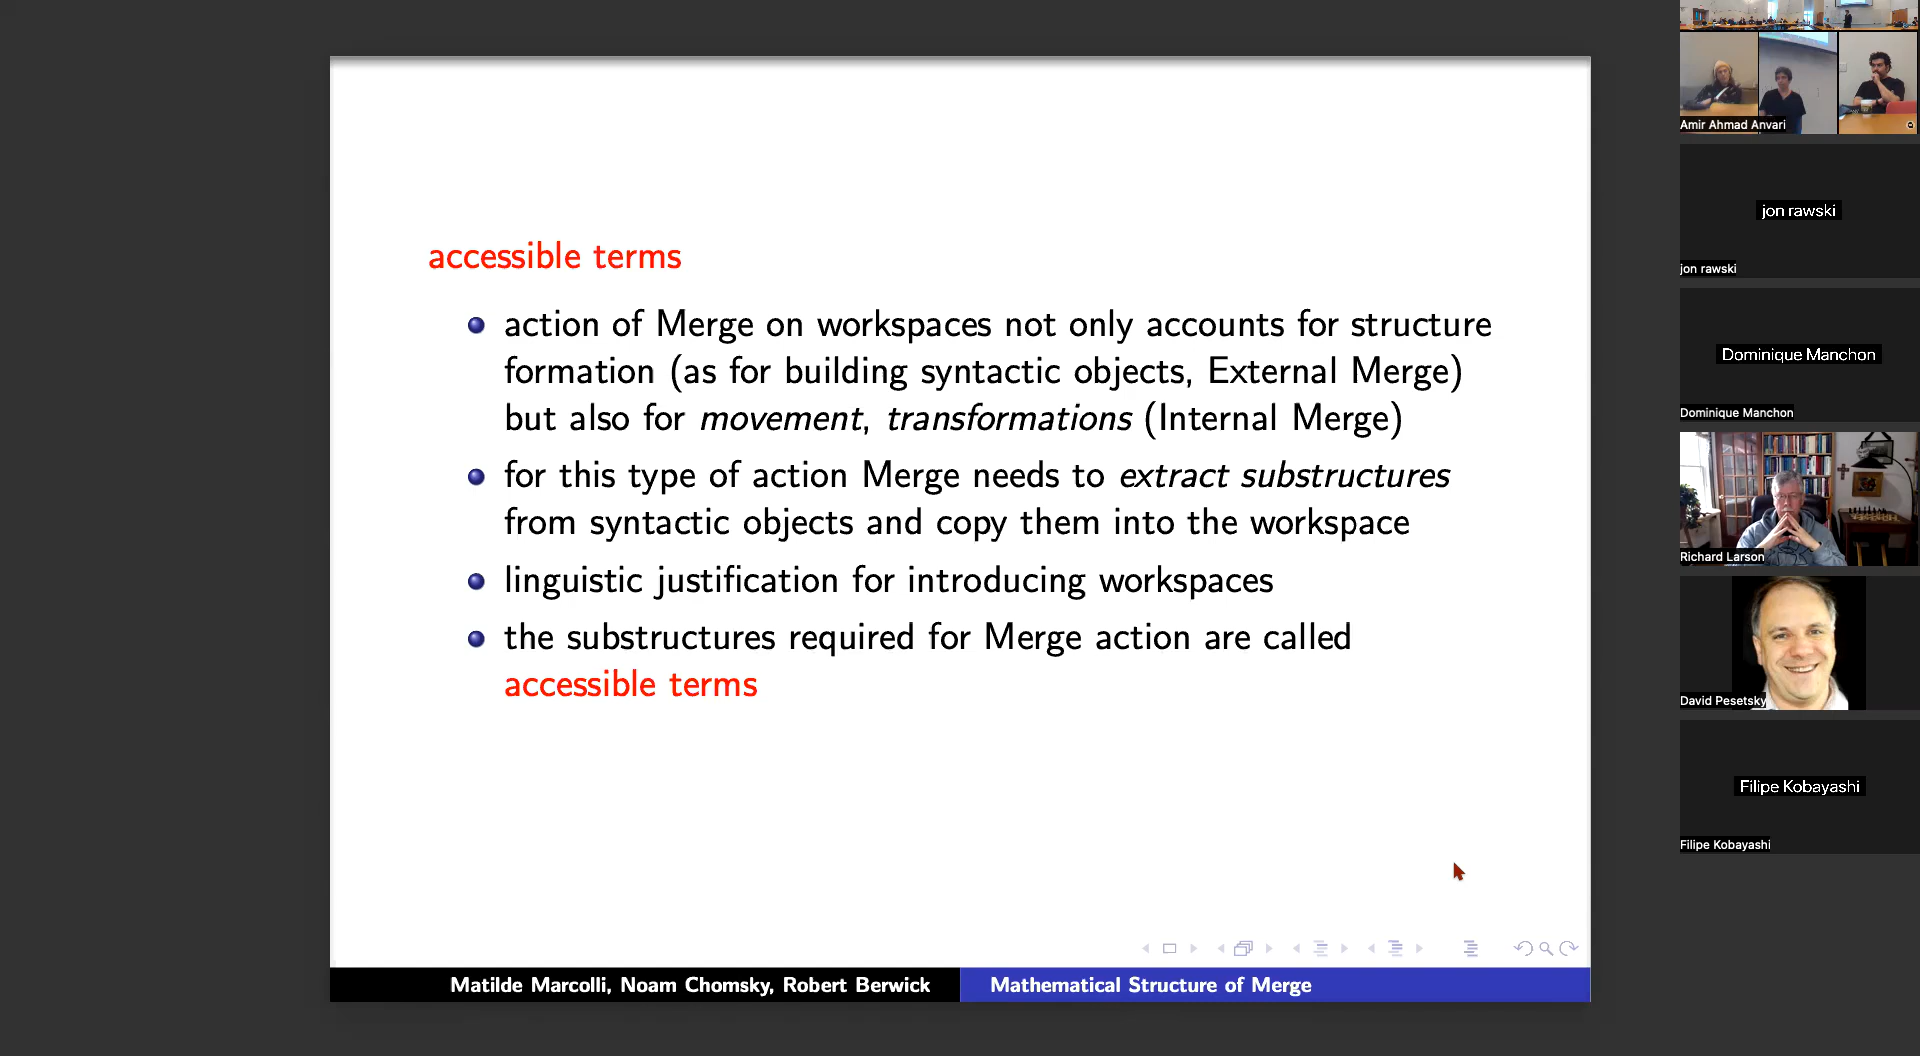 accessible terms
action of Merge on workspaces not only accounts for structure
formation (as for building syntactic objects, External Merge)
but also for movement, transformations (Internal Merge)
for this type of action Merge needs to extract substructures
from syntactic objects and copy them into the workspace
linguistic justification for introducing workspaces
the substructures required for Merge action are called
accessible terms
Matilde Marcolli, Noam Chomsky, Robert Berwick
Mathematical Structure of Merge
Amir Ahmad Anvari
jon rawski
jon rawski
Dominique Manchon
Dominique Manchon
Richard Larson
David Pesetsky
Filipe Kobayashi
Filipe Kobayashi